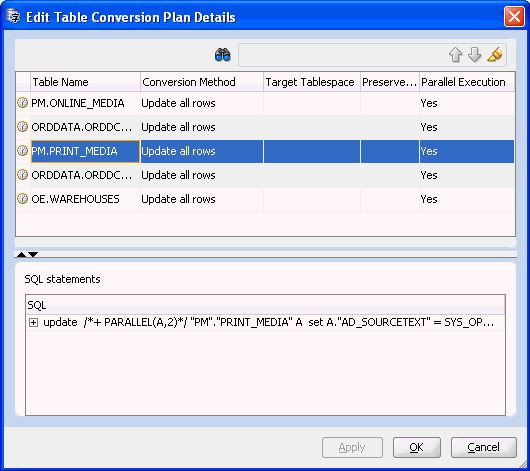 Edit Table Conversion Plan Details
Table Name Conversion Method Target Tablespace Preserve... Parallel Execution
PM.ONLINE_MEDIA Update all rows Yes
ORDDATA.ORDDC... Update all rows Yes
PM.PRINT_MEDIA Update all rows Yes
ORDDATA.ORDDC... Update all rows Yes
OE.WAREHOUSES Update all rows Yes
SQL statements
SQL
update /*+ PARALLEL(A,2)*/ "PM"."PRINT_MEDIA" A set A."AD_SOURCETEXT" = SYS_OP...
Apply OK Cancel